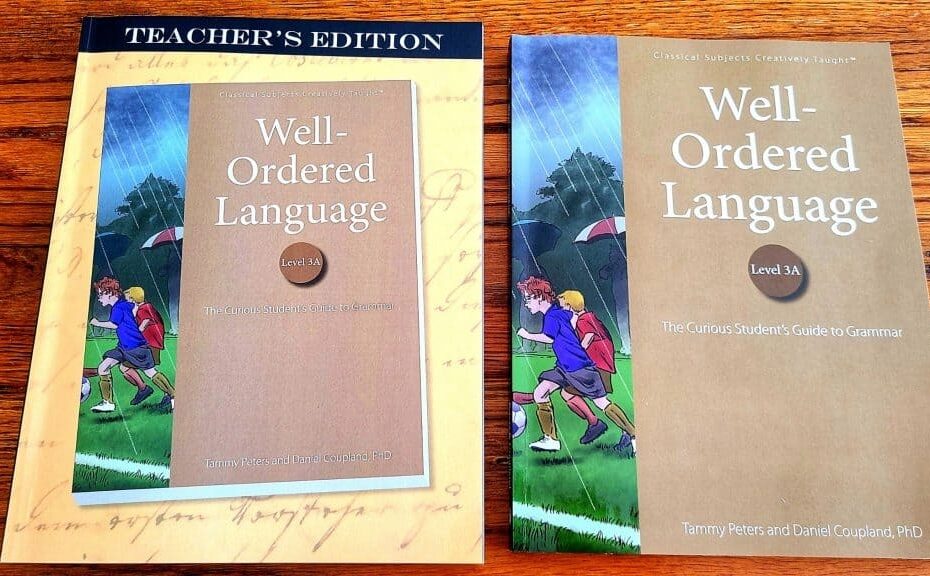 TEACHER'S EDITION
Classical Subjects Creatively Taught™
Well-
Ordered
Language
Level 3A
The Curious Student's Guide to Grammar
Tammy Peters and Daniel Coupland, PhD
dem ersten
Classical Subjects Creatively Taught™
Well-
Ordered
Language
Level 3A
The Curious Student's Guide to Grammar
Tammy Peters and Daniel Coupland, PhD